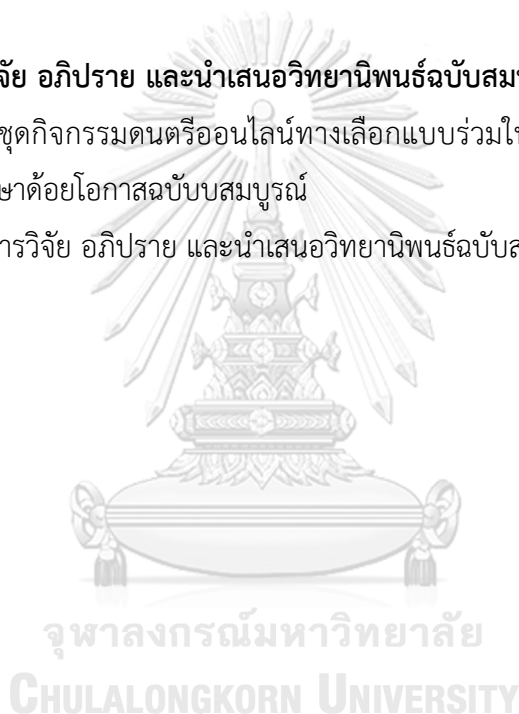 จัย อภิปราย และนำเสนอวิทยานิพนธ์ฉบับสม
ชุดกิจกรรมดนตรีออนไลน์ทางเลือกแบบร่วมใ
ษาด้อยโอกาสฉบับบสมบูรณ์
ารวิจัย อภิปราย และนำเสนอวิทยานิพนธ์ฉบับส
จุฬาลงกรณ์มหาวิทยาลัย
CHULALONGKORN UNIVERSITY